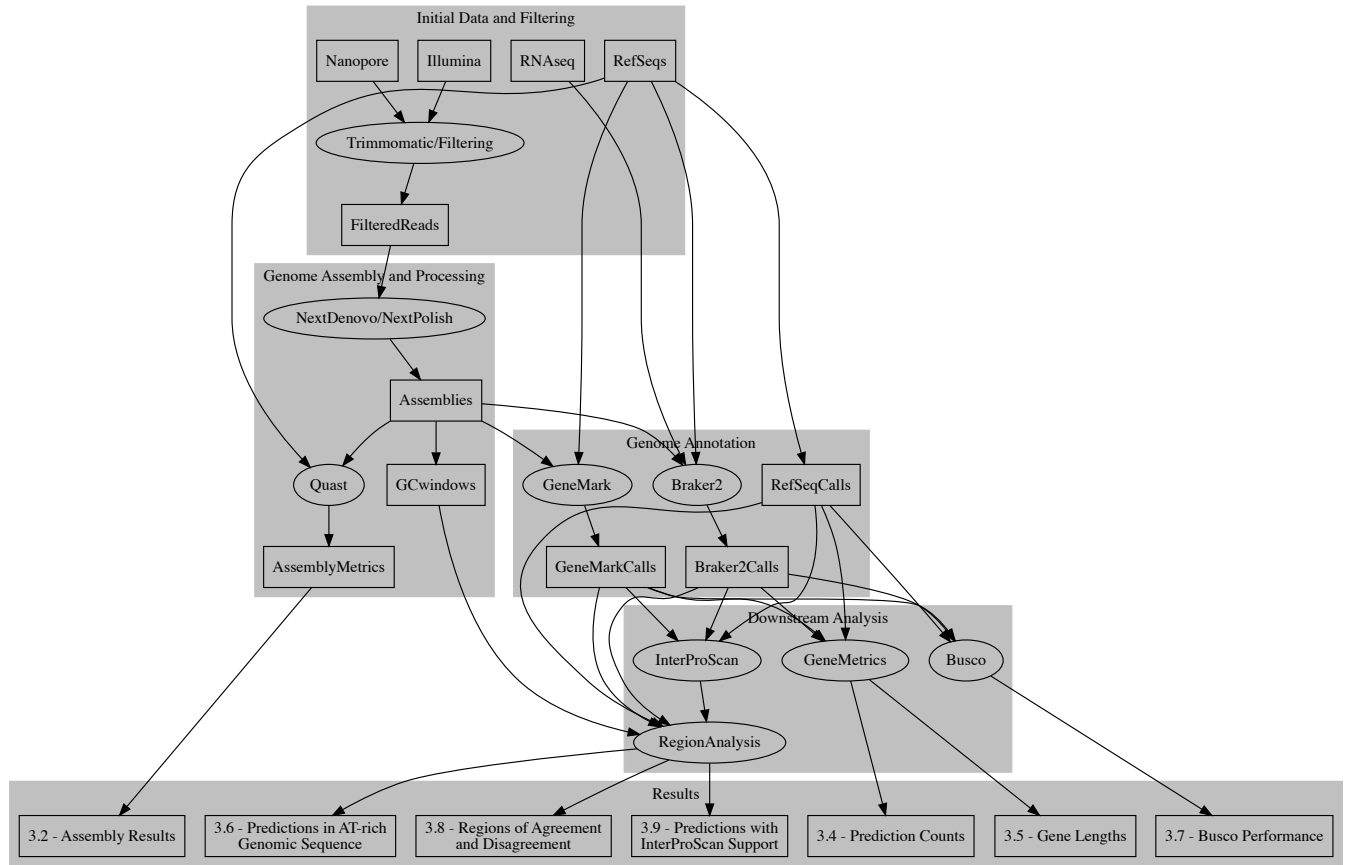 Initial Data and Filtering
Nanopore
Illumina
RNAseq
RefSeqs
Trimmomatic/Filtering
FilteredReads
Genome Assembly and Processing
NextDenovo/NextPolish
Assemblies
Genome Annotation
Quast
GCwindows
GeneMark
Braker2
RefSeqCalls
AssemblyMetrics
GeneMarkCalls
Braker2Calls
Downstream Analysis
InterProScan
GeneMetrics
Busco
RegionAnalysis
Results
3.2 - Assembly Results
3.6 - Predictions in AT-rich
Genomic Sequence
3.8 - Regions of Agreement
and Disagreement
3.9 - Predictions with
InterProScan Support
3.4 - Prediction Counts
3.5 - Gene Lengths
3.7 - Busco Performance